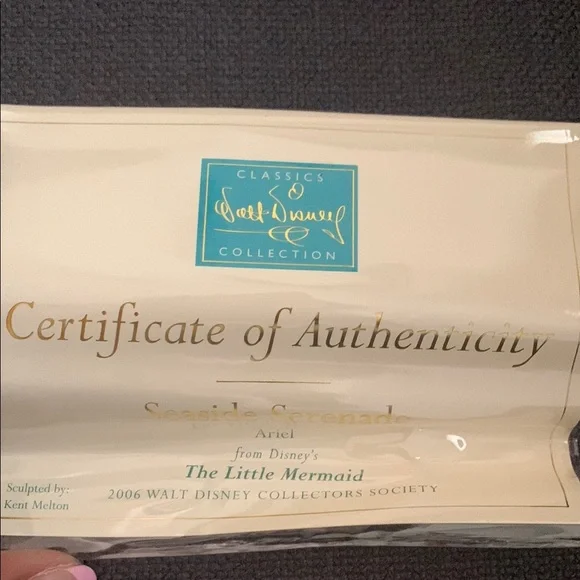 CLASSICS
Walt Disney
COLLECTION
Certificate of Authenticity
Seaside Serenade
Ariel
from Disney's
The Little Mermaid
2006 WALT DISNEY COLLECTORS SOCIETY
Sculpted by:
Kent Melton